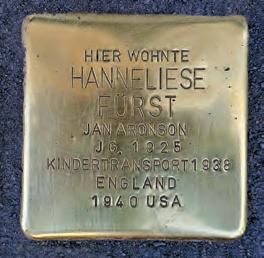 HIER WOHNTE
HANNELIESE
FÜRST
JAN ARONSON
JG. 1925
KINDERTRANSPORT 1938
ENGLAND
1940 USA